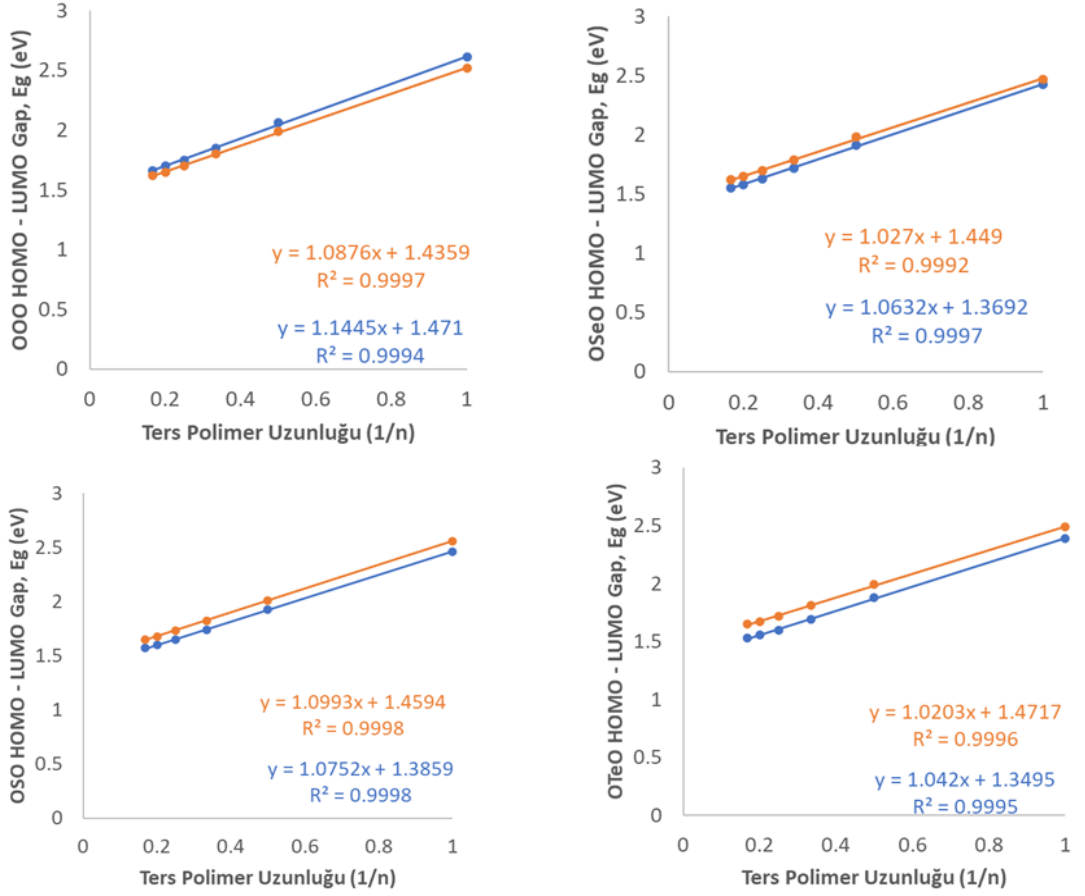 OOO HOMO - LUMO Gap, Eg (eV)
3
2.5
2
1.5
1
0.5
0
y = 1.0876x + 1.4359
R² = 0.9997
y = 1.1445x + 1.471
R² = 0.9994
0 0.2 0.4 0.6 0.8 1
Ters Polimer Uzunluğu (1/n)
OSeO HOMO - LUMO Gap, Eg (eV)
3
2.5
2
1.5
1
0.5
0
y = 1.027x + 1.449
R² = 0.9992
y = 1.0632x + 1.3692
R² = 0.9997
0 0.2 0.4 0.6 0.8 1
Ters Polimer Uzunluğu (1/n)
OSO HOMO - LUMO Gap, Eg (eV)
3
2.5
2
1.5
1
0.5
0
y = 1.0993x + 1.4594
R² = 0.9998
y = 1.0752x + 1.3859
R² = 0.9998
0 0.2 0.4 0.6 0.8 1
Ters Polimer Uzunluğu (1/n)
OTeO HOMO - LUMO Gap, Eg (eV)
3
2.5
2
1.5
1
0.5
0
y = 1.0203x + 1.4717
R² = 0.9996
y = 1.042x + 1.3495
R² = 0.9995
0 0.2 0.4 0.6 0.8 1
Ters Polimer Uzunluğu (1/n)